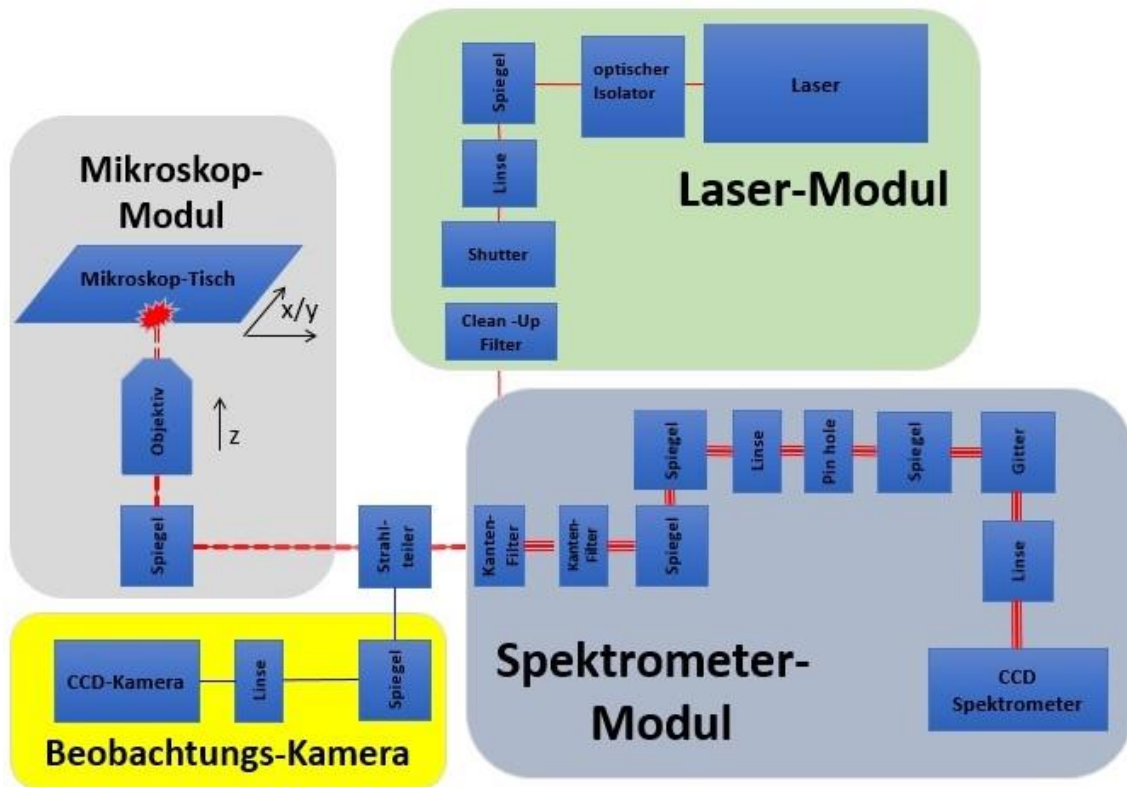 Spiegel
optischer
Isolator
Laser
Linse
Laser-Modul
Shutter
Clean -Up
Filter
Mikroskop-
Modul
Mikroskop-Tisch
x/y
Objektiv
z
Spiegel
Strahl-
teiler
Kanten-
Filter
Kanten-
Filter
Spiegel
Spiegel
Linse
Pin hole
Spiegel
Gitter
Linse
CCD
Spektrometer
Spektrometer-
Modul
CCD-Kamera
Linse
Spiegel
Beobachtungs-Kamera